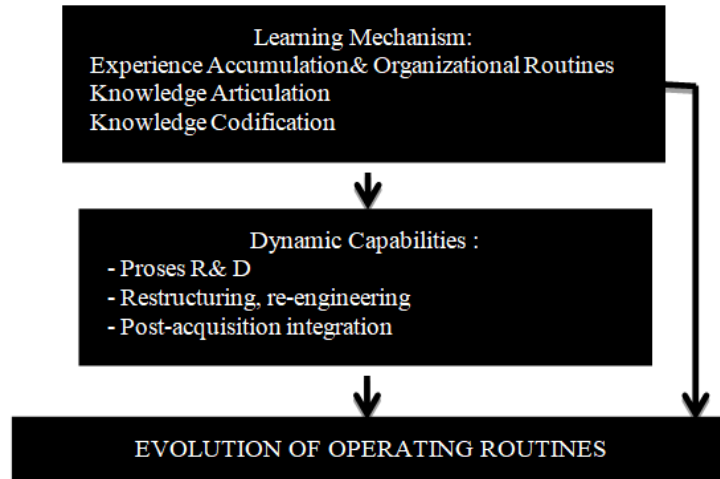 Learning Mechanism:
Experience Accumulation& Organizational Routines
Knowledge Articulation
Knowledge Codification
Dynamic Capabilities :
- Proses R& D
- Restructuring, re-engineering
- Post-acquisition integration
EVOLUTION OF OPERATING ROUTINES